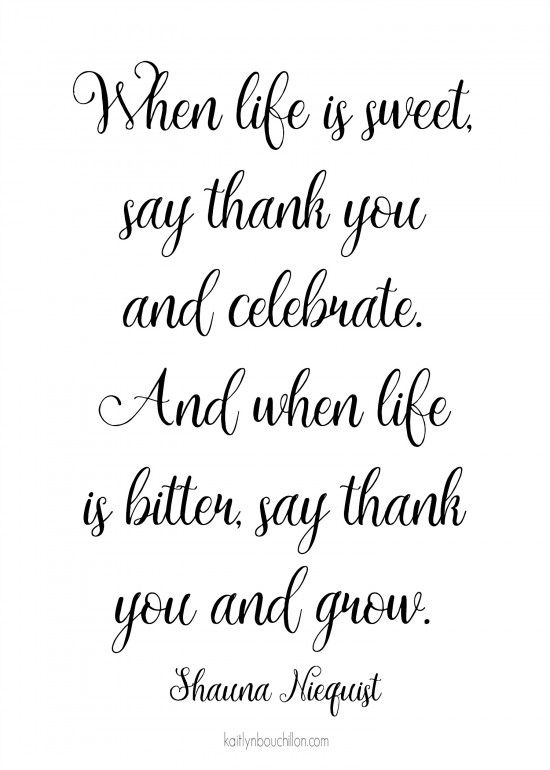 When life is sweet,
say thank you
and celebrate.
And when life
is bitter, say thank
you and grow.
Shauna Niequist
kaitlynbouchillon.com